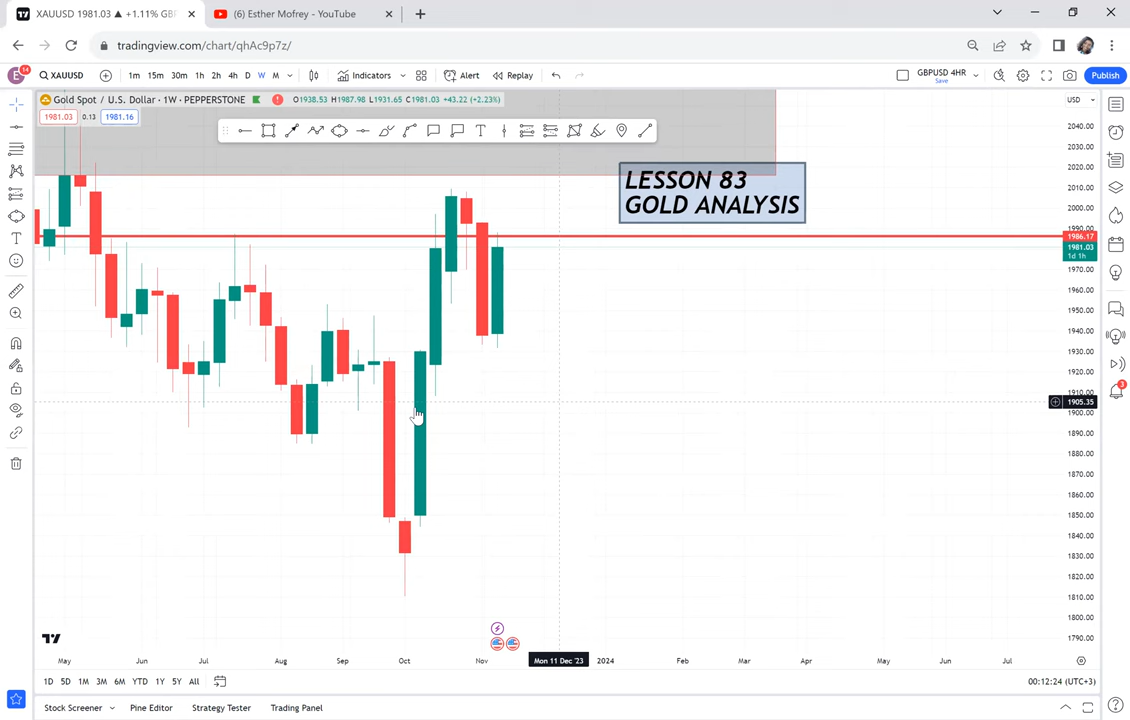 XAUUSD 1981.03 ▲ +1.11% GBP
(6) Esther Mofrey - YouTube
tradingview.com/chart/qhAc9p7z/
E 14 XAUUSD 1m 15m 30m 1h 2h 4h D W M Indicators Alert Replay GBPUSD 4HR Save Publish
Gold Spot / U.S. Dollar · 1W · PEPPERSTONE O1938.53 H1987.98 L1931.65 C1981.03 +43.22 (+2.23%) USD
1981.03 0.13 1981.16
LESSON 83
GOLD ANALYSIS
2040.00
2030.00
2020.00
2010.00
2000.00
1990.00
1986.17
1981.03
1d 1h
1970.00
1960.00
1950.00
1940.00
1930.00
1920.00
1910.00
1905.35
1900.00
1890.00
1880.00
1870.00
1860.00
1850.00
1840.00
1830.00
1820.00
1810.00
1800.00
1790.00
3
May Jun Jul Aug Sep Oct Nov Mon 11 Dec '23 2024 Feb Mar Apr May Jun Jul
1D 5D 1M 3M 6M YTD 1Y 5Y All 00:12:24 (UTC+3)
Stock Screener Pine Editor Strategy Tester Trading Panel